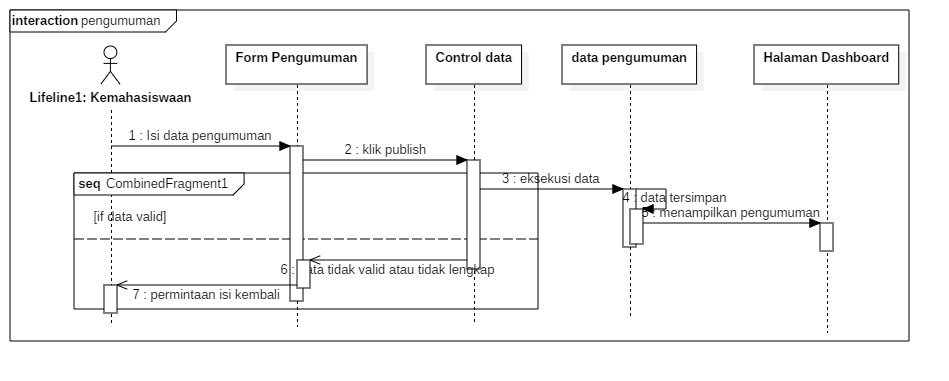 interaction pengumuman
Form Pengumuman
Control data
data pengumuman
Halaman Dashboard
Lifeline1: Kemahasiswaan
1 : Isi data pengumuman
2 : klik publish
3 : eksekusi data
seq CombinedFragment1
4 : data tersimpan
5 : menampilkan pengumuman
[if data valid]
6 : data tidak valid atau tidak lengkap
7 : permintaan isi kembali